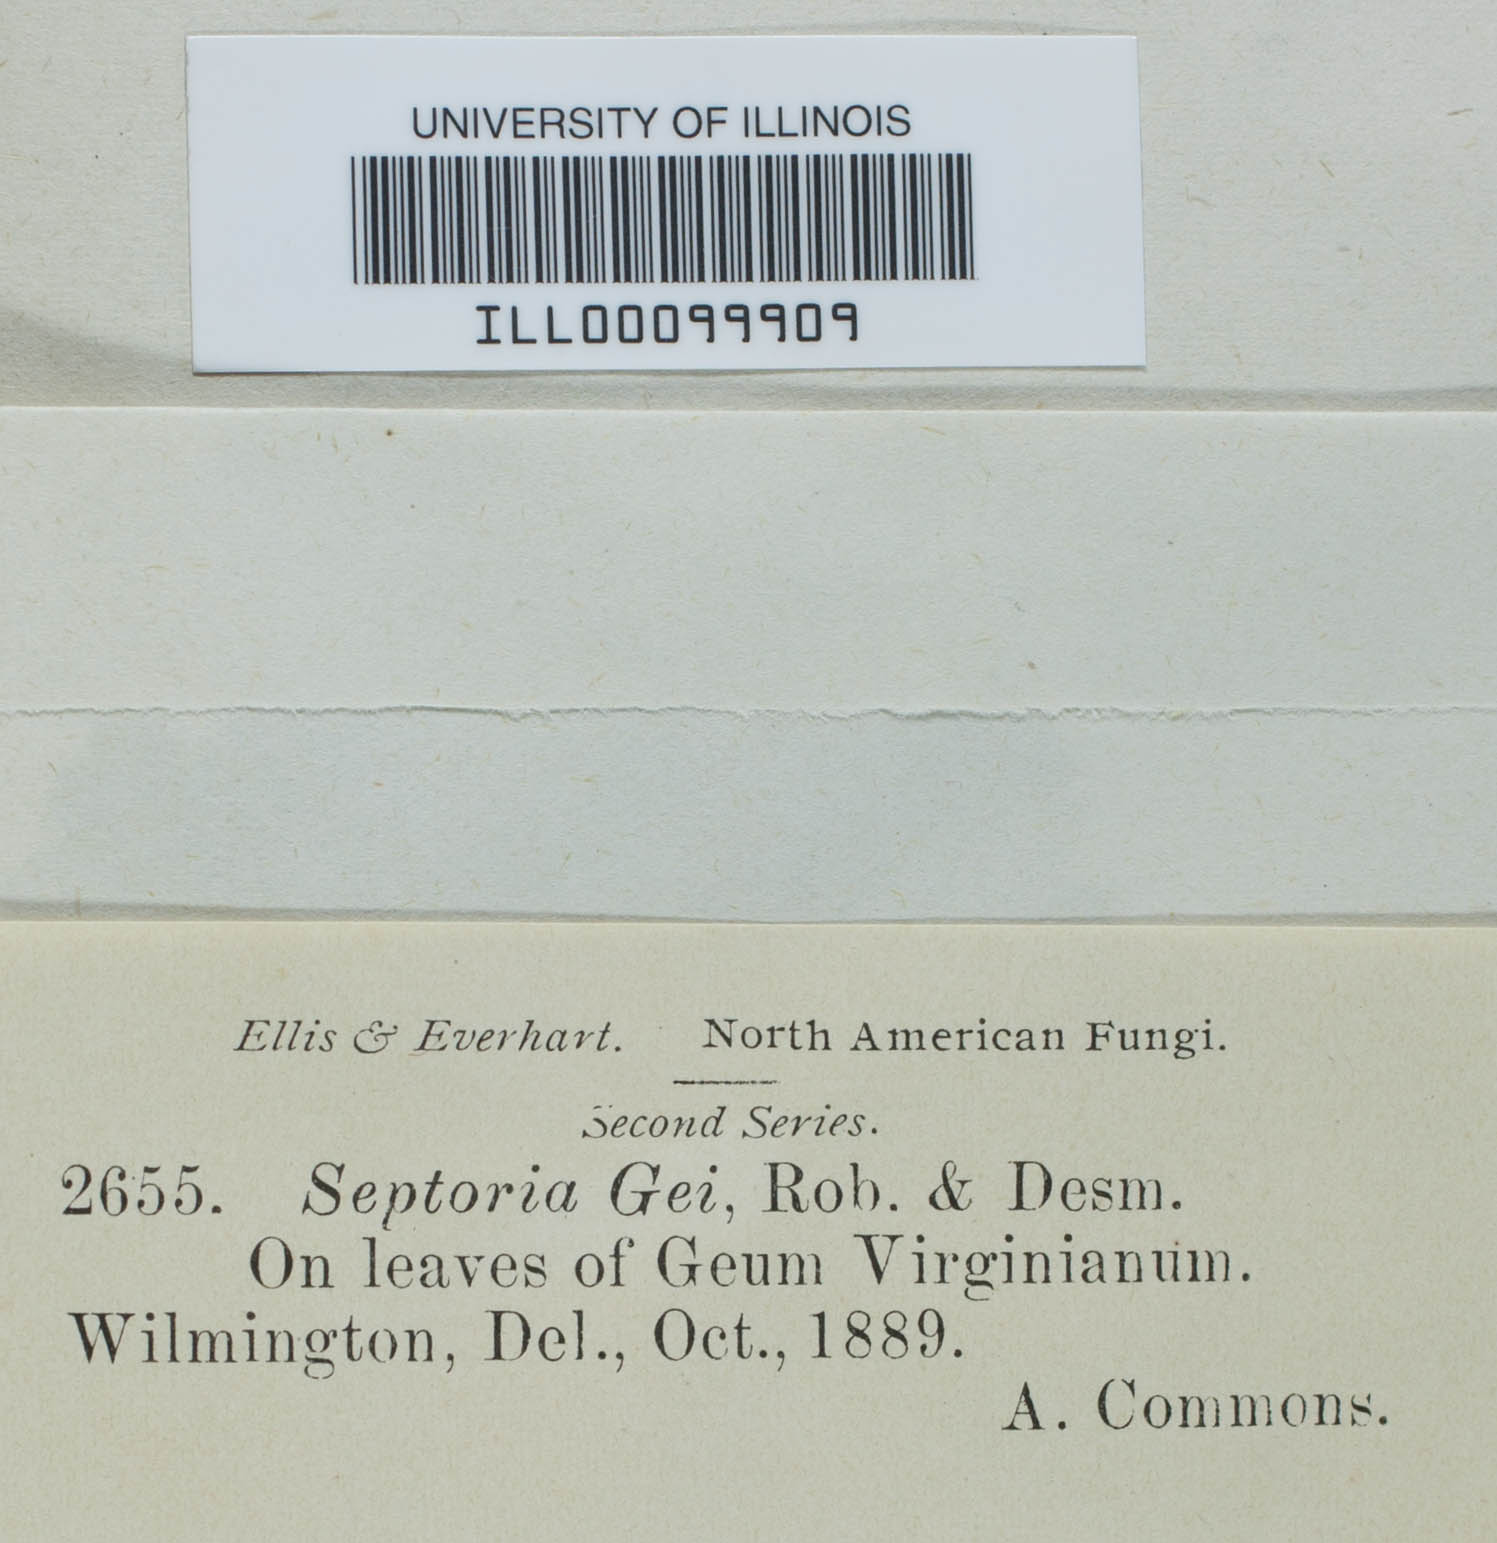 UNIVERSITY OF ILLINOIS
ILL00099909
Ellis & Everhart. North American Fungi.
Second Series.
2655. Septoria Gei, Rob. & Desm.
On leaves of Geum Virginianum.
Wilmington, Del., Oct., 1889.
A. Commons.